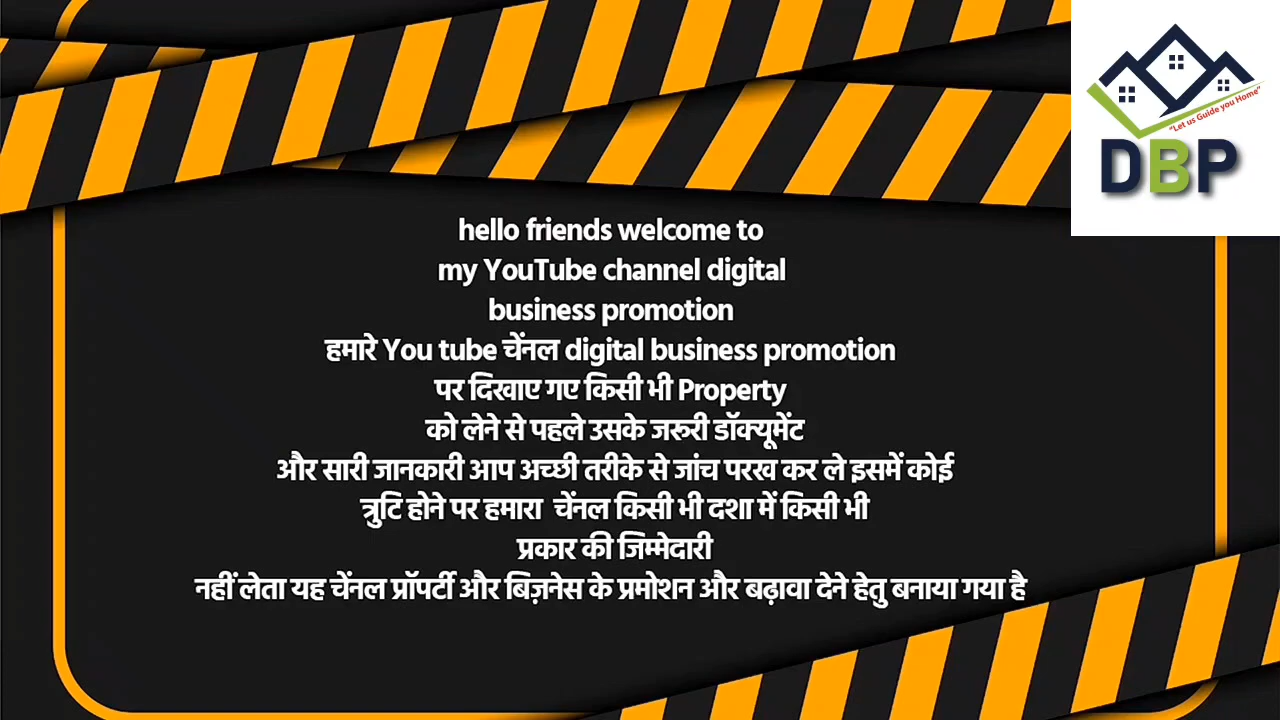 "Let us Guide you Home"
DBP
hello friends welcome to
my YouTube channel digital
business promotion
हमारे You tube चेंनल digital business promotion
पर दिखाए गए किसी भी Property
को लेने से पहले उसके जरूरी डॉक्यूमेंट
और सारी जानकारी आप अच्छी तरीके से जांच परख कर ले इसमें कोई
त्रुटि होने पर हमारा चेंनल किसी भी दशा में किसी भी
प्रकार की जिम्मेदारी
नहीं लेता यह चेंनल प्रॉपर्टी और बिज़नेस के प्रमोशन और बढ़ावा देने हेतु बनाया गया है